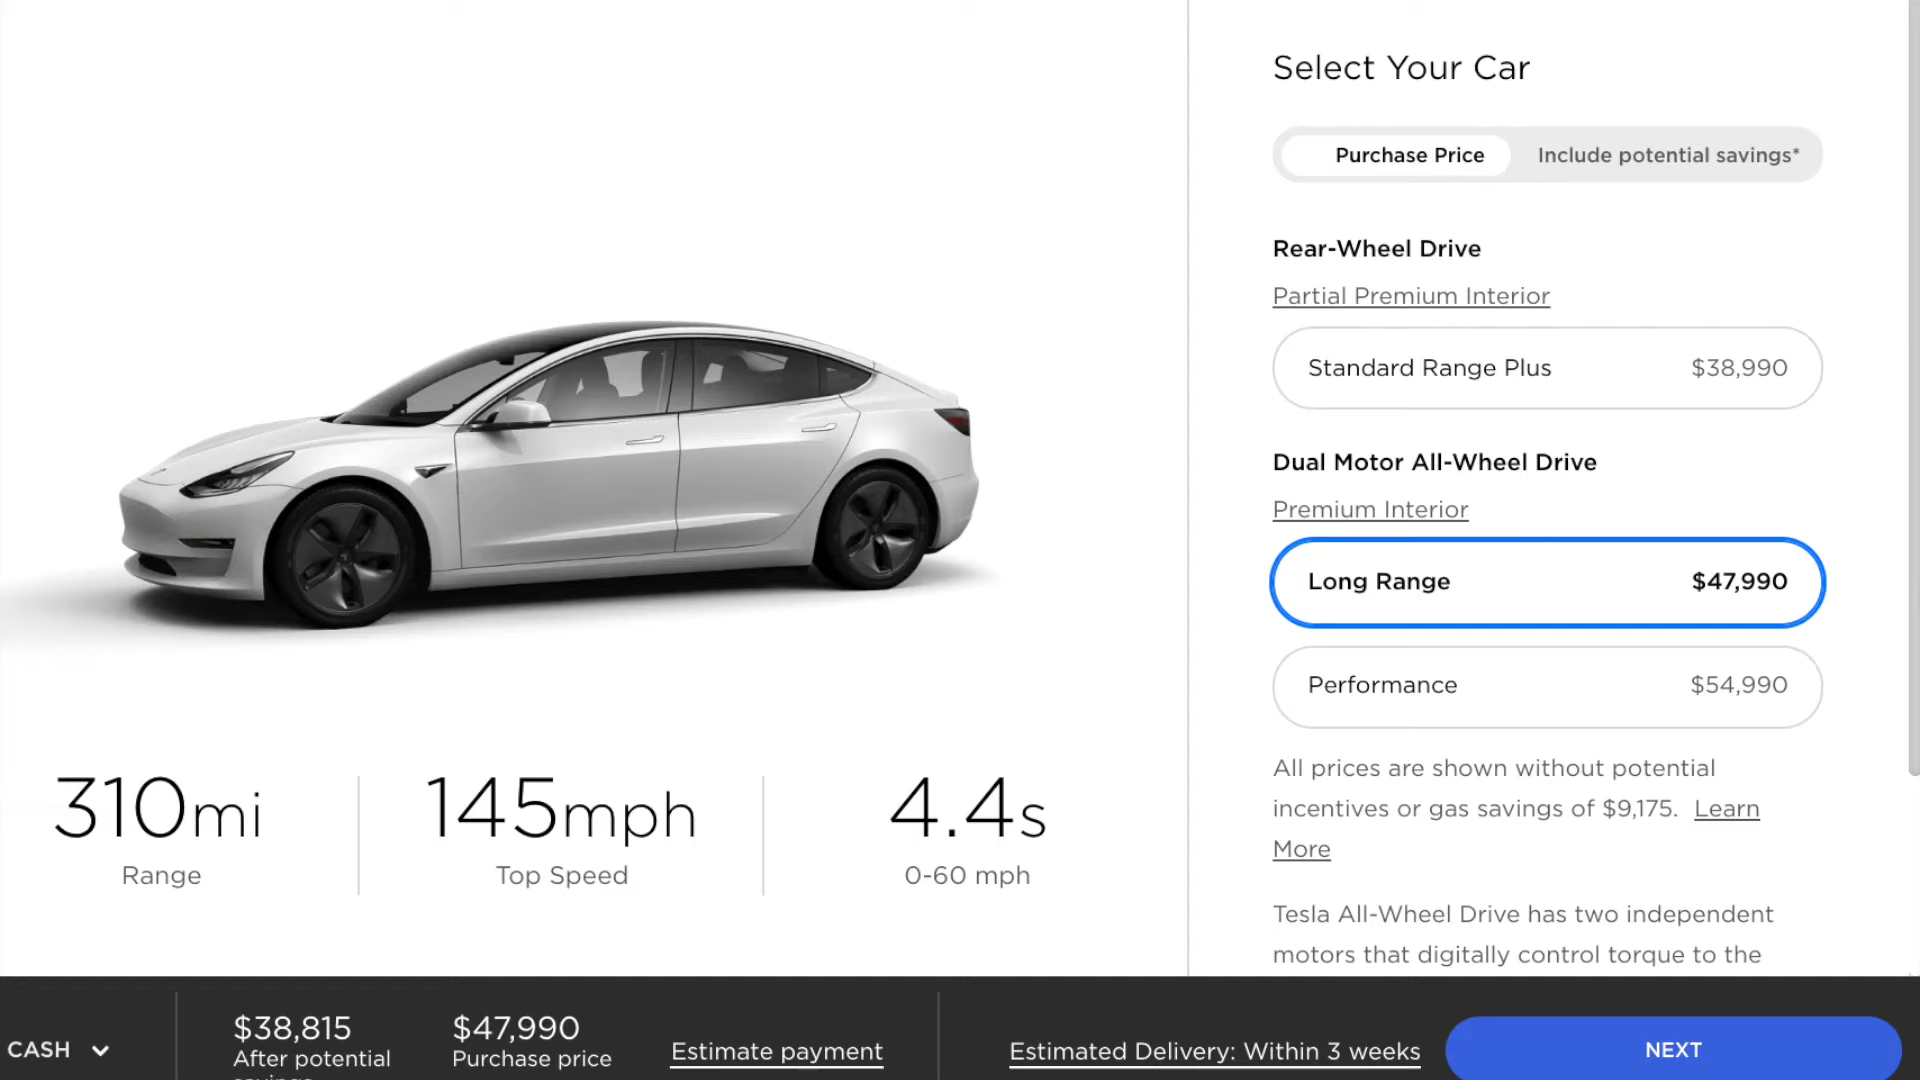 Select Your Car
Purchase Price
Include potential savings*
Rear-Wheel Drive
Partial Premium Interior
Standard Range Plus $38,990
Dual Motor All-Wheel Drive
Premium Interior
Long Range $47,990
Performance $54,990
All prices are shown without potential
incentives or gas savings of $9,175. Learn
More
Tesla All-Wheel Drive has two independent
motors that digitally control torque to the
310mi
Range
145mph
Top Speed
4.4s
0-60 mph
CASH
$38,815
After potential
$47,990
Purchase price
Estimate payment
Estimated Delivery: Within 3 weeks
NEXT